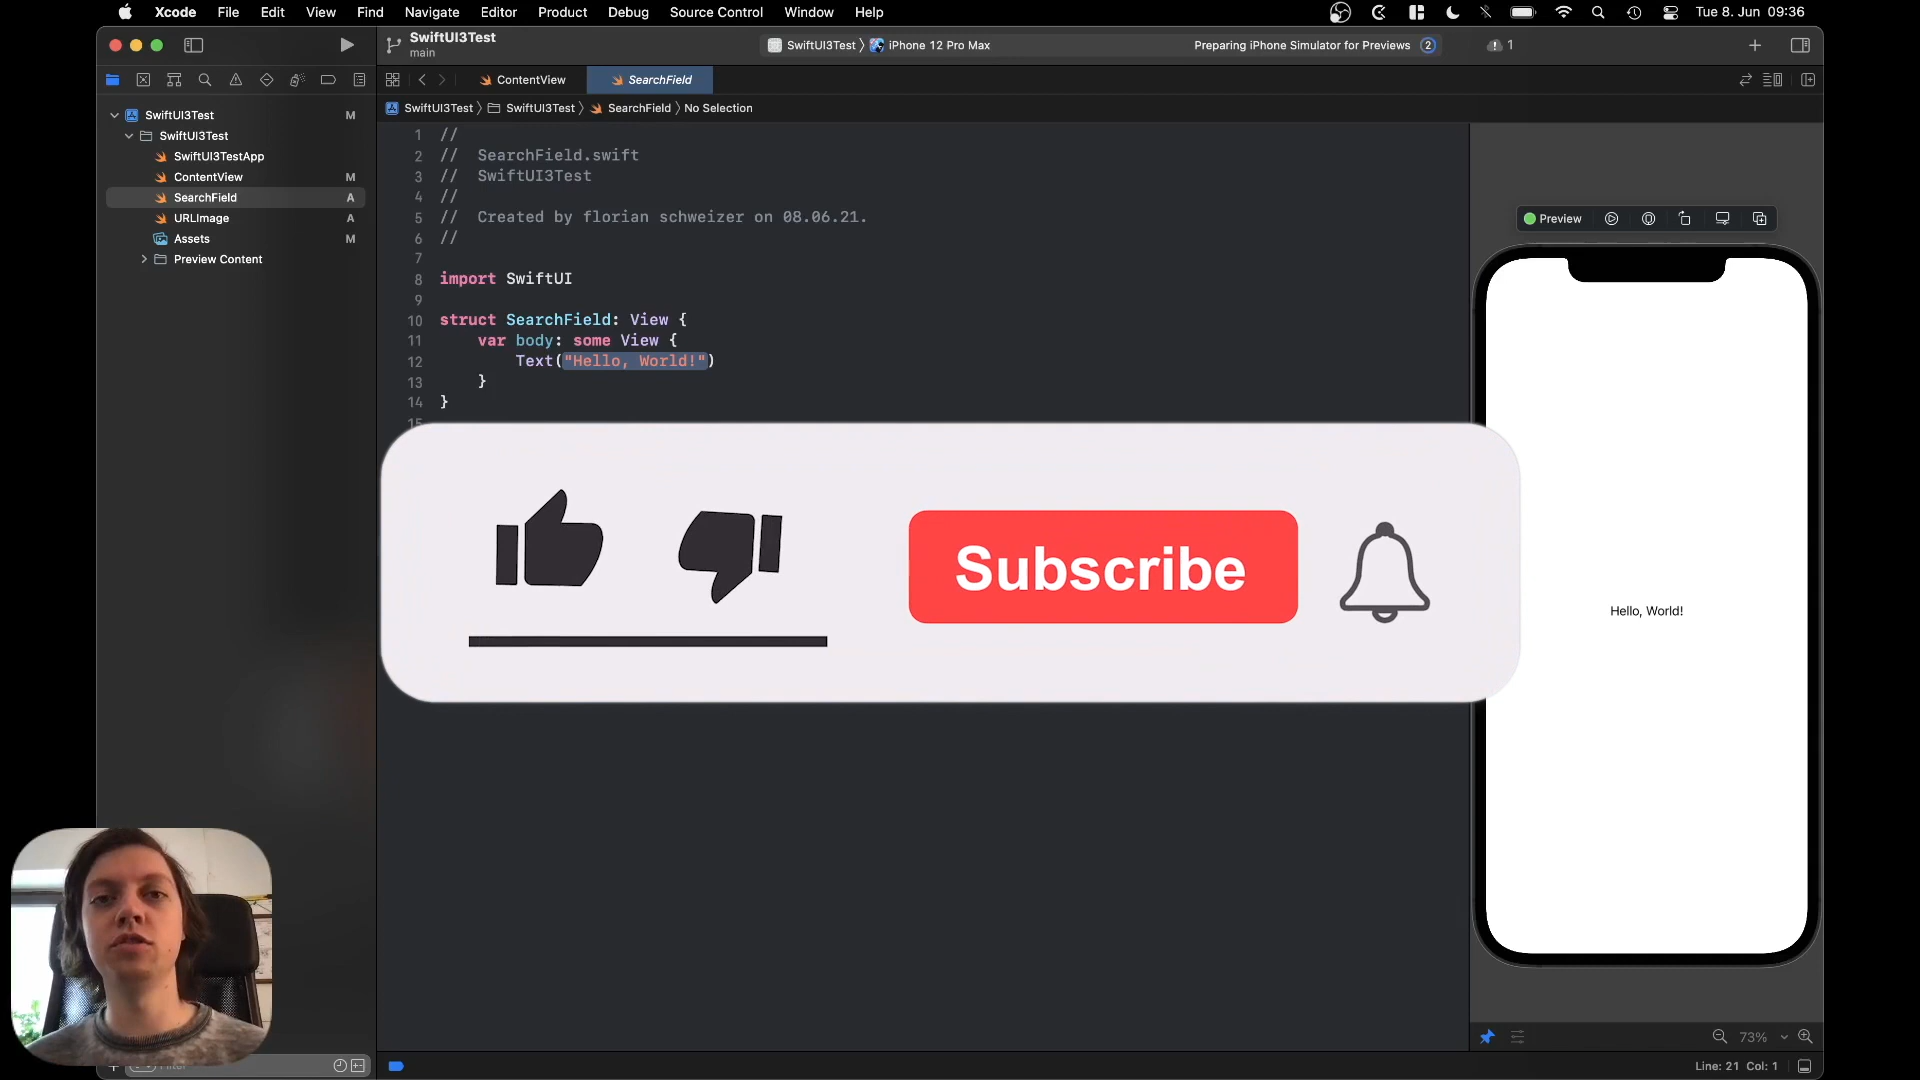 Xcode File Edit View Find Navigate Editor Product Debug Source Control Window Help
Tue 8. Jun 09:36
SwiftUI3Test
main
SwiftUI3Test
iPhone 12 Pro Max
Preparing iPhone Simulator for Previews 2
1
ContentView
SearchField
SwiftUI3Test
SwiftUI3Test
SearchField
No Selection
SwiftUI3Test M
SwiftUI3Test
SwiftUI3TestApp
ContentView M
SearchField A
URLImage A
Assets M
Preview Content
1 //
2 // SearchField.swift
3 // SwiftUI3Test
4 //
5 // Created by florian schweizer on 08.06.21.
6 //
7
8 import SwiftUI
9
10 struct SearchField: View {
11 var body: some View {
12 Text("Hello, World!")
13 }
14 }
15
Subscribe
Preview
Hello, World!
73%
Filter
Line: 21 Col: 1